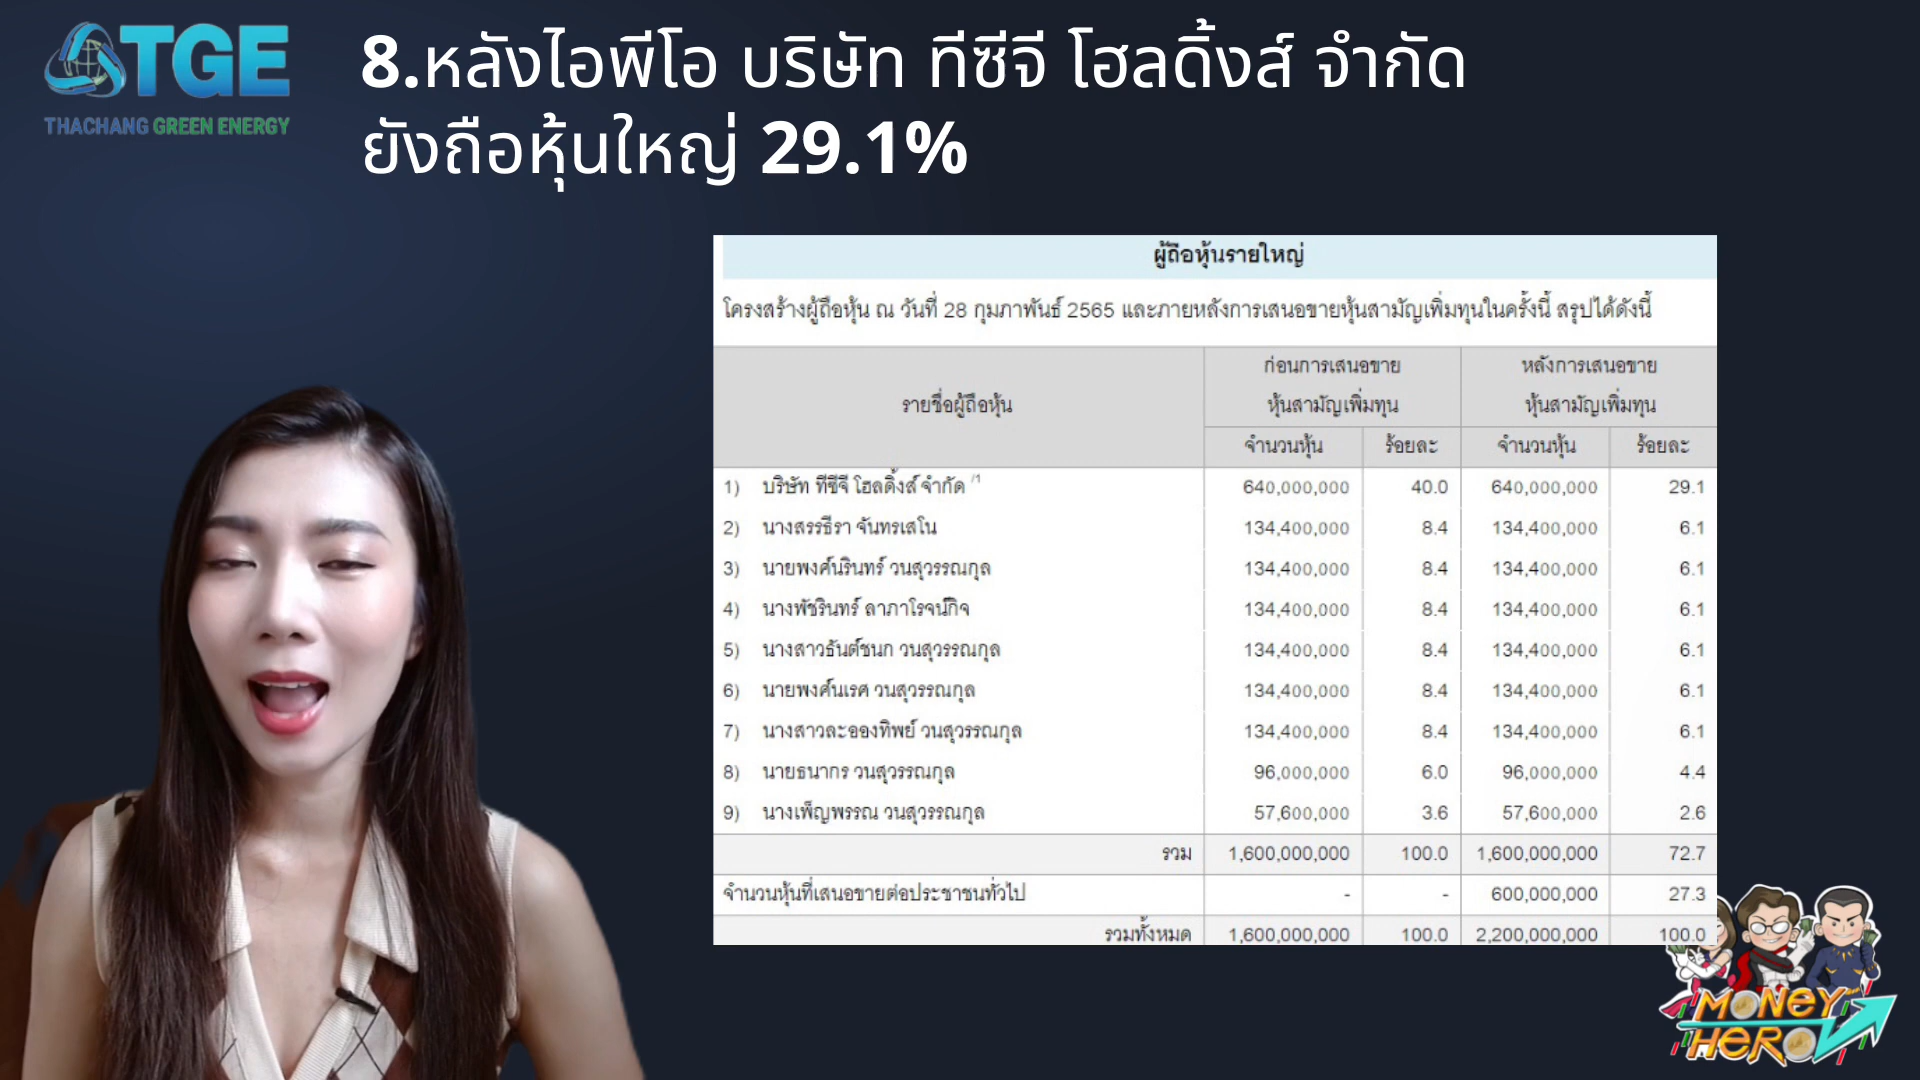 TGE
THACHANG GREEN ENERGY
8.หลังไอพีโอ บริษัท ทีซีจี โฮลดิ้งส์ จำกัด
ยังถือหุ้นใหญ่ 29.1%
ผู้ถือหุ้นรายใหญ่
โครงสร้างผู้ถือหุ้น ณ วันที่ 28 กุมภาพันธ์ 2565 และภายหลังการเสนอขายหุ้นสามัญเพิ่มทุนในครั้งนี้ สรุปได้ดังนี้
รายชื่อผู้ถือหุ้น
ก่อนการเสนอขาย
หุ้นสามัญเพิ่มทุน
หลังการเสนอขาย
หุ้นสามัญเพิ่มทุน
จำนวนหุ้น ร้อยละ จำนวนหุ้น ร้อยละ
1) บริษัท ทีซีจี โฮลดิ้งส์ จำกัด /1 640,000,000 40.0 640,000,000 29.1
2) นางสรรธีรา จันทรเสโน 134,400,000 8.4 134,400,000 6.1
3) นายพงศ์นรินทร์ วนสุวรรณกุล 134,400,000 8.4 134,400,000 6.1
4) นางพัชรินทร์ ลาภาโรจน์กิจ 134,400,000 8.4 134,400,000 6.1
5) นางสาวธันต์ชนก วนสุวรรณกุล 134,400,000 8.4 134,400,000 6.1
6) นายพงศ์นเรศ วนสุวรรณกุล 134,400,000 8.4 134,400,000 6.1
7) นางสาวละอองทิพย์ วนสุวรรณกุล 134,400,000 8.4 134,400,000 6.1
8) นายธนากร วนสุวรรณกุล 96,000,000 6.0 96,000,000 4.4
9) นางเพ็ญพรรณ วนสุวรรณกุล 57,600,000 3.6 57,600,000 2.6
รวม 1,600,000,000 100.0 1,600,000,000 72.7
จำนวนหุ้นที่เสนอขายต่อประชาชนทั่วไป - - 600,000,000 27.3
รวมทั้งหมด 1,600,000,000 100.0 2,200,000,000 100.0
MONEY
HERO